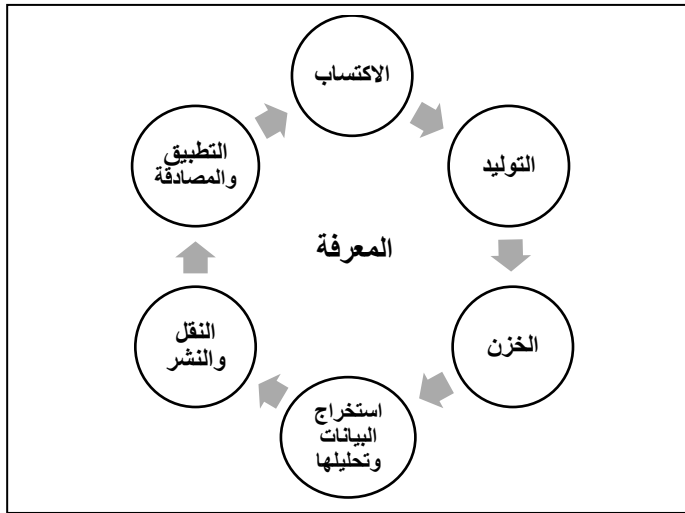 الاكتساب
التوليد
الخزن
استخراج
البيانات
وتحليلها
النقل
والنشر
التطبيق
والمصادقة
المعرفة